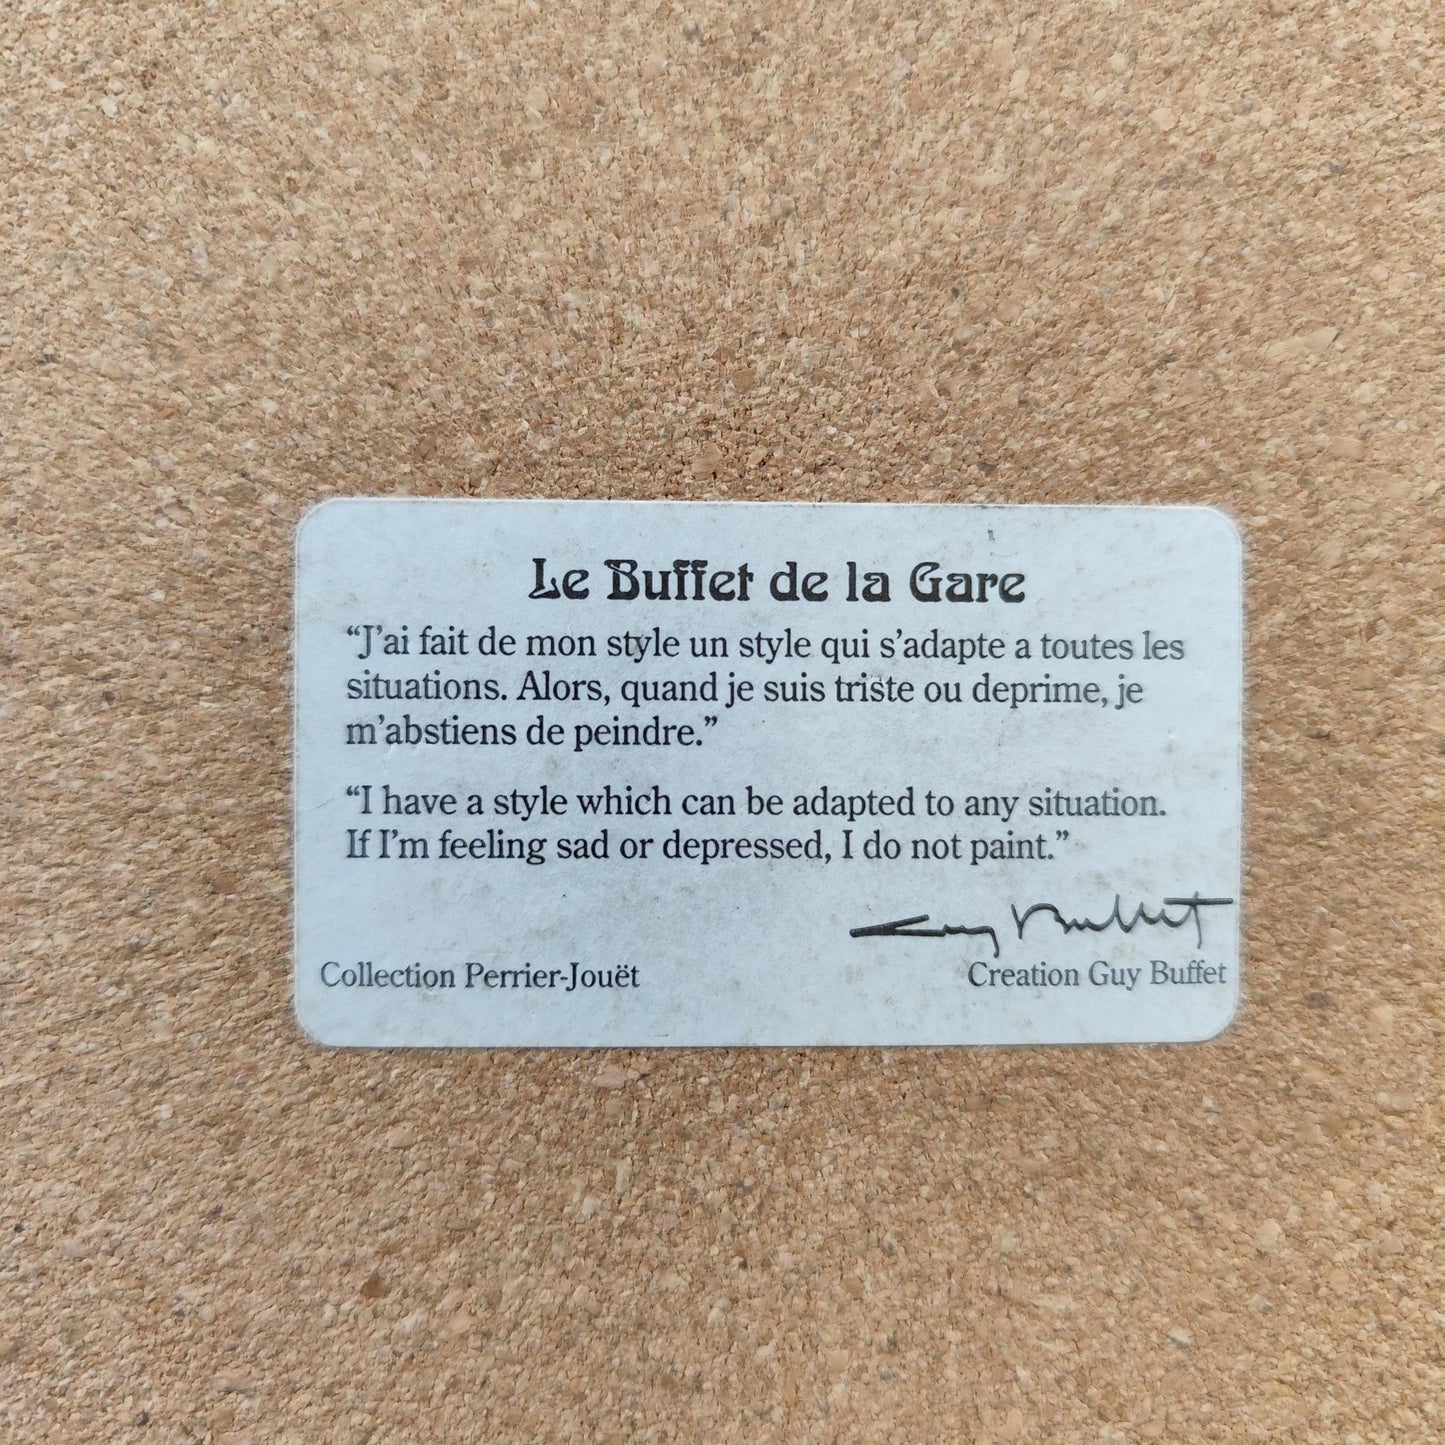 Le Buffet de la Gare
“J’ai fait de mon style un style qui s’adapte a toutes les
situations. Alors, quand je suis triste ou deprime, je
m’abstiens de peindre.”
“I have a style which can be adapted to any situation.
If I’m feeling sad or depressed, I do not paint.”
Guy Buffet
Collection Perrier-Jouët
Creation Guy Buffet